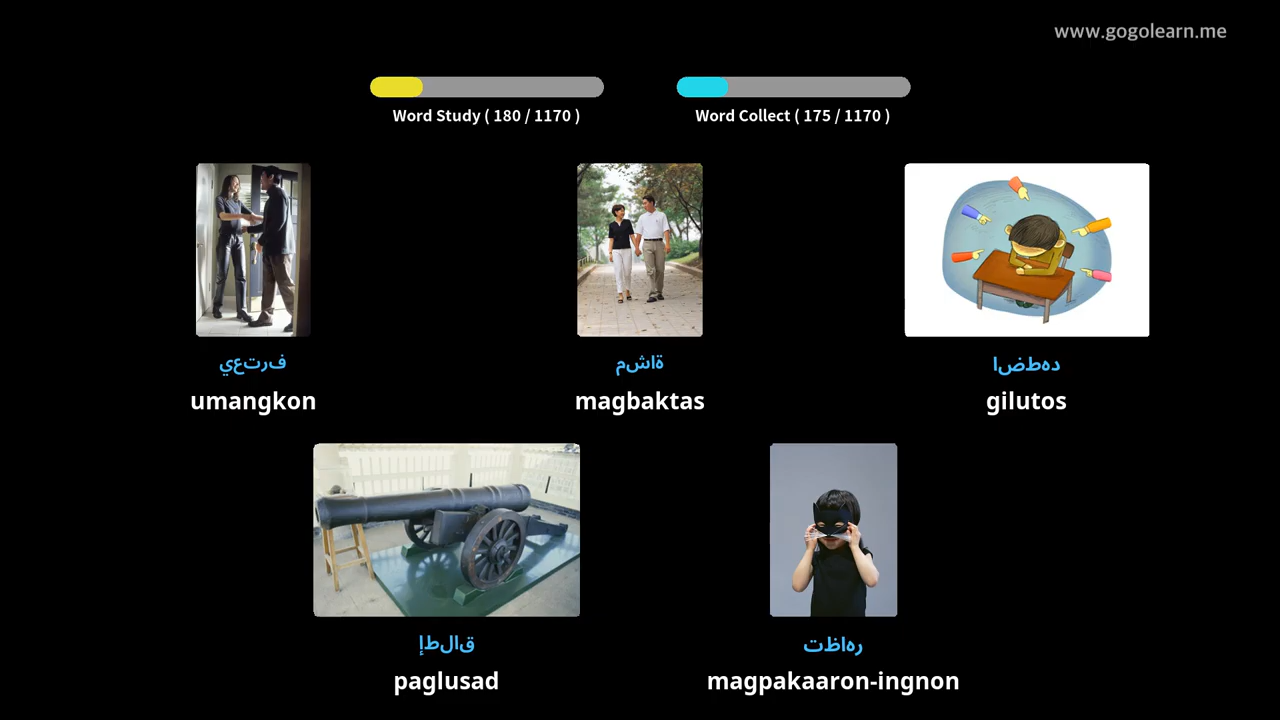 www.gogolearn.me
Word Study ( 180 / 1170 )
Word Collect ( 175 / 1170 )
فرتعي
umangkon
ةاشم
magbaktas
دهطضا
gilutos
قالطإ
paglusad
رهاظت
magpakaaron-ingnon